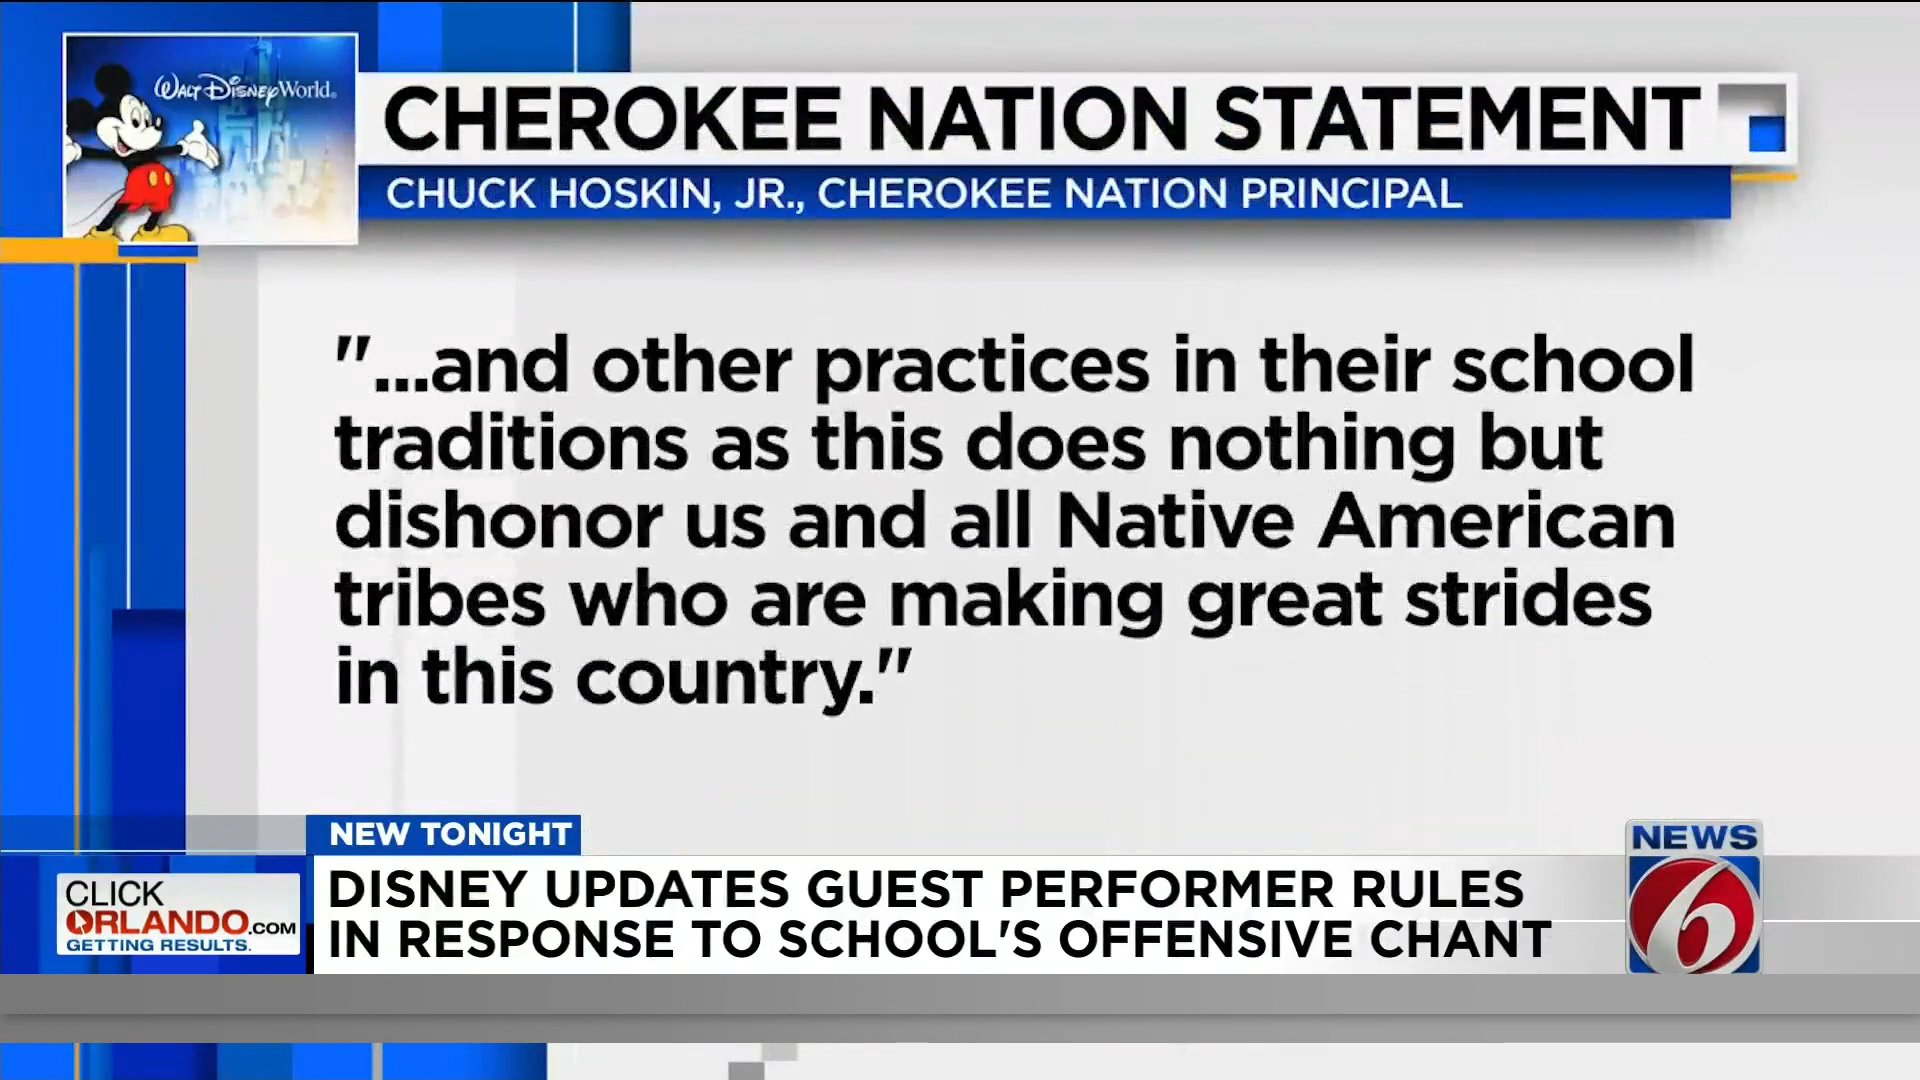 WALT DISNEY World.
CHEROKEE NATION STATEMENT
CHUCK HOSKIN, JR., CHEROKEE NATION PRINCIPAL
"...and other practices in their school
traditions as this does nothing but
dishonor us and all Native American
tribes who are making great strides
in this country."
NEW TONIGHT
DISNEY UPDATES GUEST PERFORMER RULES
IN RESPONSE TO SCHOOL'S OFFENSIVE CHANT
CLICK
ORLANDO.COM
GETTING RESULTS.
NEWS
6